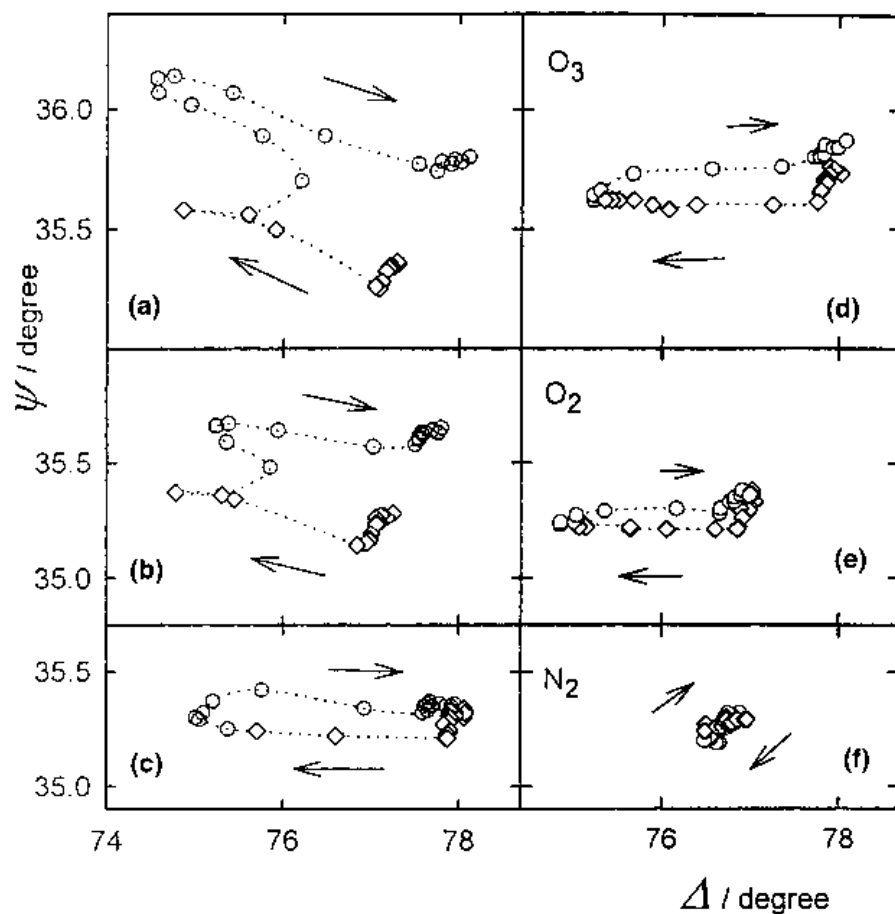 36.0
35.5
(a)
O3
(d)
ψ / degree
35.5
35.0
(b)
O2
(e)
35.5
35.0
(c)
N2
(f)
74 76 78 76 78
Δ / degree